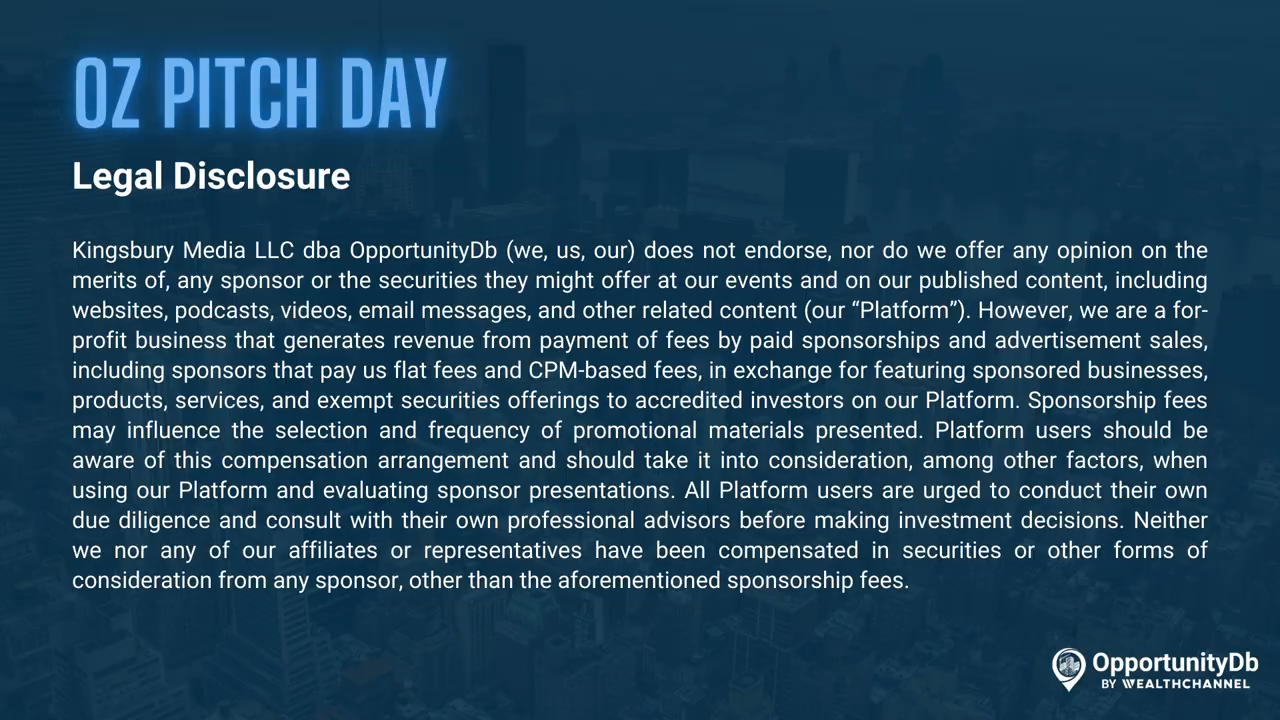 OZ PITCH DAY
Legal Disclosure
Kingsbury Media LLC dba OpportunityDb (we, us, our) does not endorse, nor do we offer any opinion on the
merits of, any sponsor or the securities they might offer at our events and on our published content, including
websites, podcasts, videos, email messages, and other related content (our “Platform”). However, we are a for-
profit business that generates revenue from payment of fees by paid sponsorships and advertisement sales,
including sponsors that pay us flat fees and CPM-based fees, in exchange for featuring sponsored businesses,
products, services, and exempt securities offerings to accredited investors on our Platform. Sponsorship fees
may influence the selection and frequency of promotional materials presented. Platform users should be
aware of this compensation arrangement and should take it into consideration, among other factors, when
using our Platform and evaluating sponsor presentations. All Platform users are urged to conduct their own
due diligence and consult with their own professional advisors before making investment decisions. Neither
we nor any of our affiliates or representatives have been compensated in securities or other forms of
consideration from any sponsor, other than the aforementioned sponsorship fees.
OpportunityDb
BY WEALTHCHANNEL